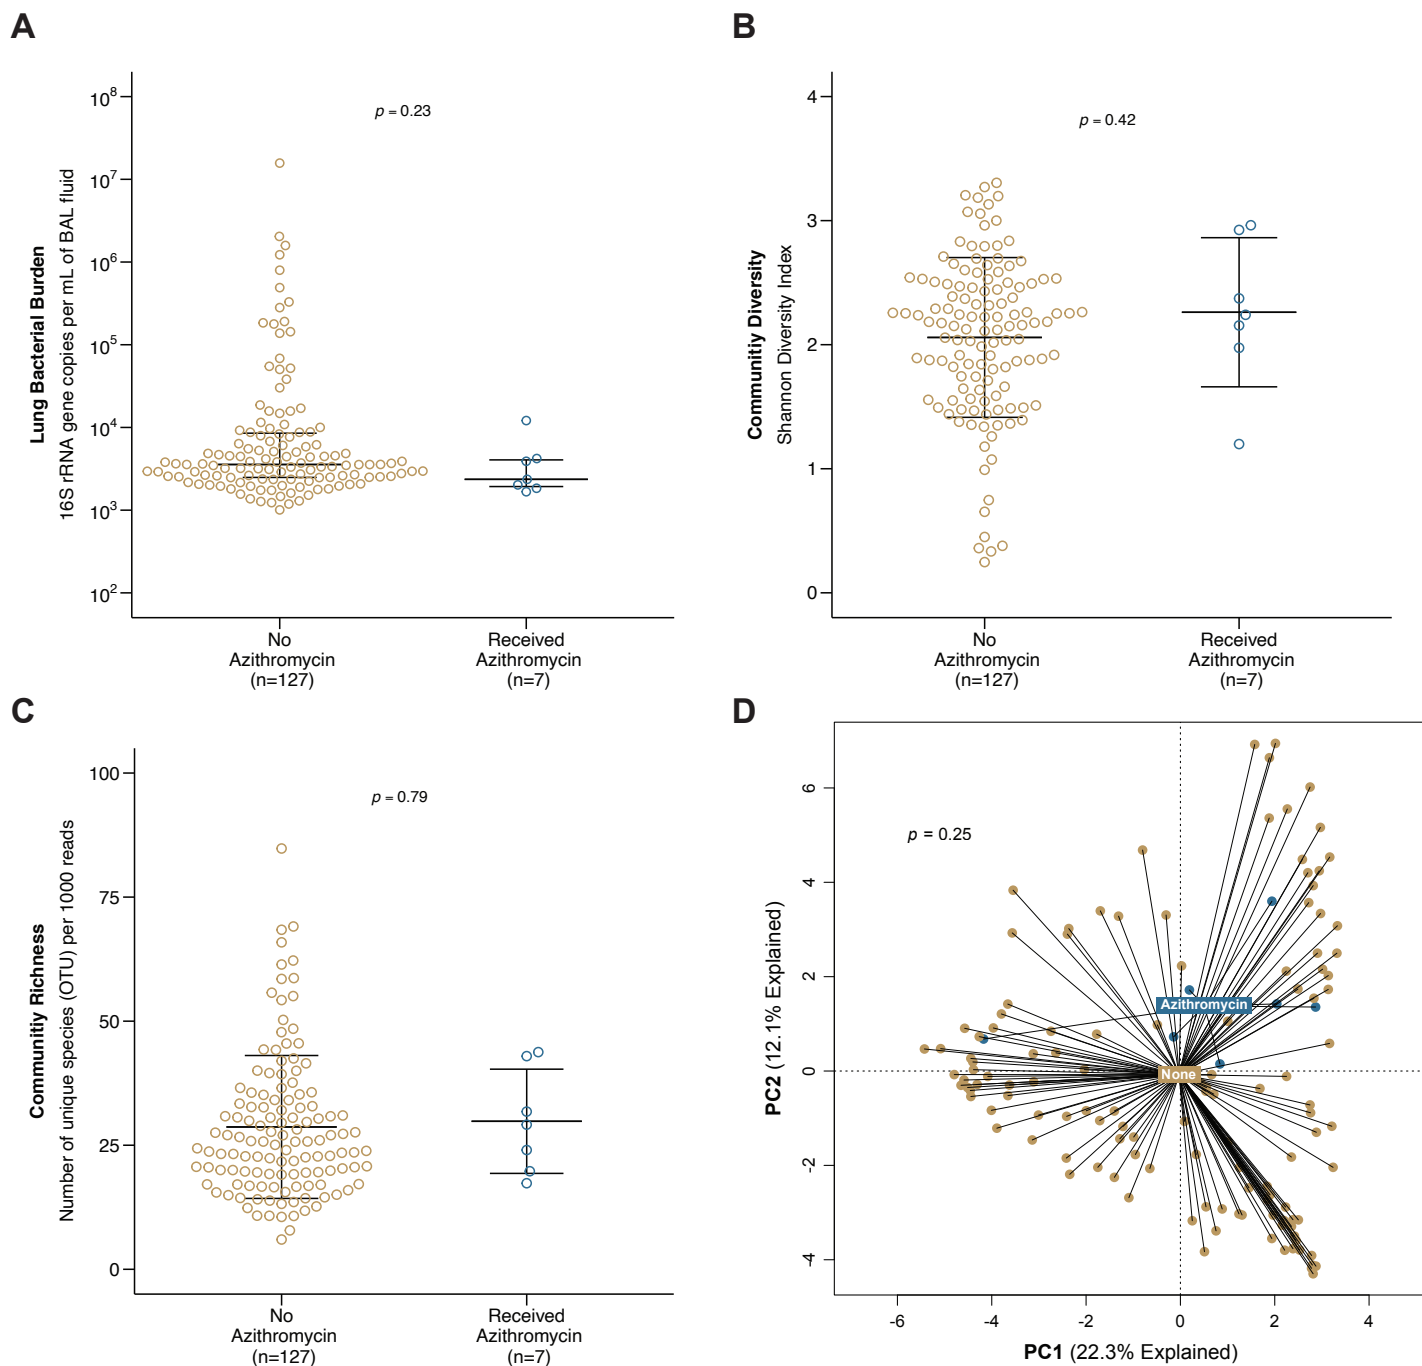 A
Lung Bacterial Burden
16S rRNA gene copies per mL of BAL fluid
10^8
10^7
10^6
10^5
10^4
10^3
10^2
p = 0.23
No
Azithromycin
(n=127)
Received
Azithromycin
(n=7)
B
Communitiy Diversity
Shannon Diversity Index
4
3
2
1
0
p = 0.42
No
Azithromycin
(n=127)
Received
Azithromycin
(n=7)
C
Communitiy Richness
Number of unique species (OTU) per 1000 reads
100
75
50
25
0
p = 0.79
No
Azithromycin
(n=127)
Received
Azithromycin
(n=7)
D
PC2 (12.1% Explained)
6
4
2
0
-2
-4
p = 0.25
Azithromycin
None
-6
-4
-2
0
2
4
PC1 (22.3% Explained)